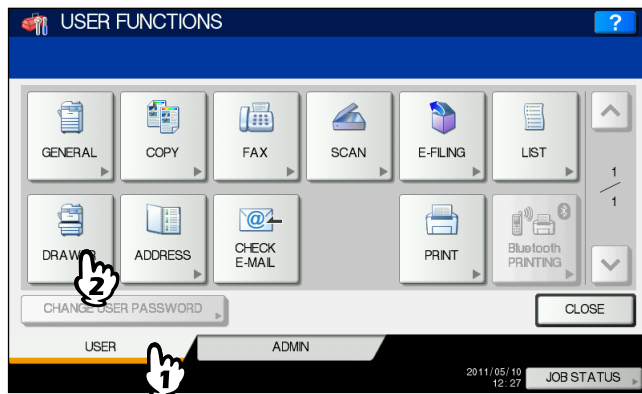 USER FUNCTIONS
?
GENERAL
COPY
FAX
SCAN
E-FILING
LIST
1
1
DRAWER
ADDRESS
@
CHECK
E-MAIL
PRINT
Bluetooth
PRINTING
2
CHANGE USER PASSWORD
CLOSE
USER
1
ADMIN
2011/05/10
12:27
JOB STATUS